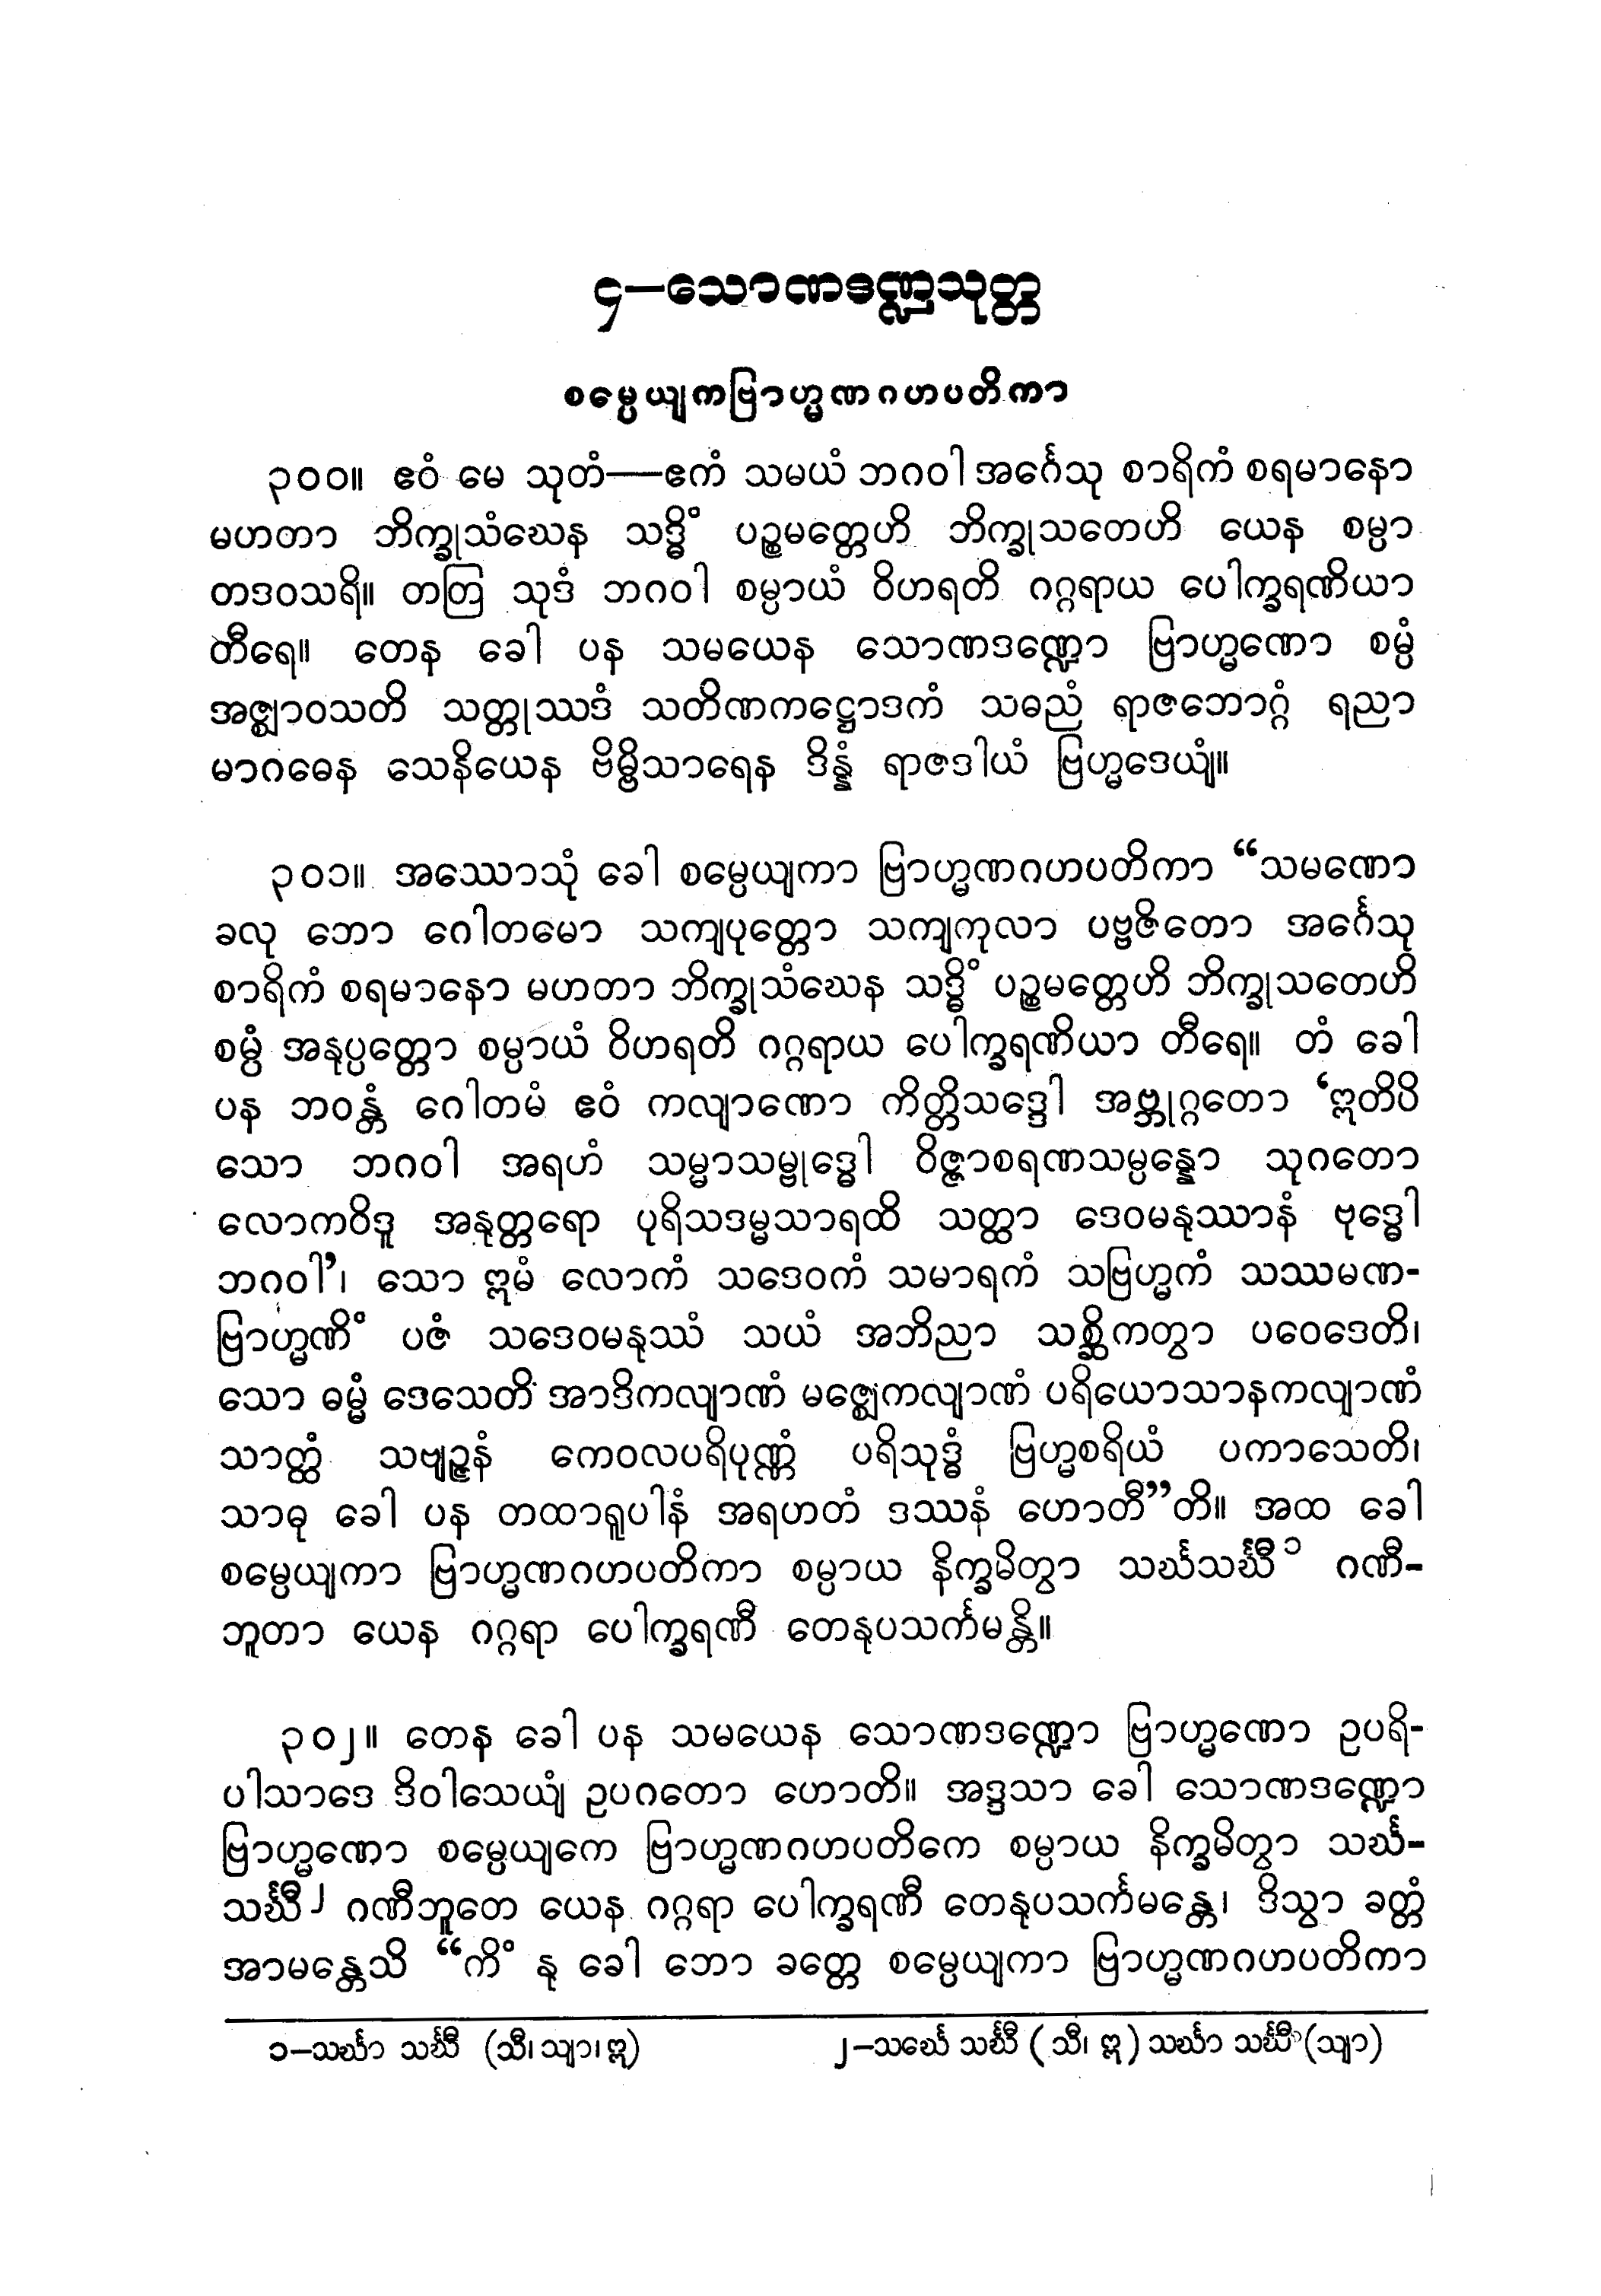 ၄—သောဏဒဏ္ဍသုတ္တ
စမ္ပေယျကဗြာဟ္မဏဂဟပတိကာ
၃၀၀။ ဧဝံ မေ သုတံ—ဧကံ သမယံ ဘဂဝါ အင်္ဂေသု စာရိကံ စရမာနော
မဟတာ ဘိက္ခုသံဃေန သဒ္ဓိံ ပဉ္စမတ္တေဟိ ဘိက္ခုသတေဟိ ယေန စမ္ပာ
တဒဝသရိ။ တတြ သုဒံ ဘဂဝါ စမ္ပာယံ ဝိဟရတိ ဂဂ္ဂရာယ ပေါက္ခရဏိယာ
တီရေ။ တေန ခေါ ပန သမယေန သောဏဒဏ္ဍော ဗြာဟ္မဏော စမ္ပံ
အဇ္ဈာဝသတိ သတ္တုဿဒံ သတိဏကဋ္ဌောဒကံ သဓညံ ရာဇဘောဂ္ဂံ ရညာ
မာဂဓေန သေနိယေန ဗိမ္ဗိသာရေန ဒိန္နံ ရာဇဒါယံ ဗြဟ္မဒေယျံ။
၃၀၁။ အဿောသုံ ခေါ စမ္ပေယျကာ ဗြာဟ္မဏဂဟပတိကာ “သမဏော
ခလု ဘော ဂေါတမော သကျပုတ္တော သကျကုလာ ပဗ္ဗဇိတော အင်္ဂေသု
စာရိကံ စရမာနော မဟတာ ဘိက္ခုသံဃေန သဒ္ဓိံ ပဉ္စမတ္တေဟိ ဘိက္ခုသတေဟိ
စမ္ပံ အနုပ္ပတ္တော စမ္ပာယံ ဝိဟရတိ ဂဂ္ဂရာယ ပေါက္ခရဏိယာ တီရေ။ တံ ခေါ
ပန ဘဝန္တံ ဂေါတမံ ဧဝံ ကလျာဏော ကိတ္တိသဒ္ဒေါ အဗ္ဘုဂ္ဂတော ‘ဣတိပိ
သော ဘဂဝါ အရဟံ သမ္မာသမ္ဗုဒ္ဓေါ ဝိဇ္ဇာစရဏသမ္ပန္နော သုဂတော
လောကဝိဒူ အနုတ္တရော ပုရိသဒမ္မသာရထိ သတ္ထာ ဒေဝမနုဿာနံ ဗုဒ္ဓေါ
ဘဂဝါ’၊ သော ဣမံ လောကံ သဒေဝကံ သမာရကံ သဗြဟ္မကံ သဿမဏ-
ဗြာဟ္မဏိံ ပဇံ သဒေဝမနုဿံ သယံ အဘိညာ သစ္ဆိကတွာ ပဝေဒေတိ၊
သော ဓမ္မံ ဒေသေတိ အာဒိကလျာဏံ မဇ္ဈေကလျာဏံ ပရိယောသာနကလျာဏံ
သာတ္ထံ သဗျဉ္ဇနံ ကေဝလပရိပုဏ္ဏံ ပရိသုဒ္ဓံ ဗြဟ္မစရိယံ ပကာသေတိ၊
သာဓု ခေါ ပန တထာရူပါနံ အရဟတံ ဒဿနံ ဟောတီ”တိ။ အထ ခေါ
စမ္ပေယျကာ ဗြာဟ္မဏဂဟပတိကာ စမ္ပာယ နိက္ခမိတွာ သင်္ဃသင်္ဃီ ၁ ဂဏီ-
ဘူတာ ယေန ဂဂ္ဂရာ ပေါက္ခရဏီ တေနုပသင်္ကမန္တိ။
၃၀၂။ တေန ခေါ ပန သမယေန သောဏဒဏ္ဍော ဗြာဟ္မဏော ဥပရိ-
ပါသာဒေ ဒိဝါသေယျံ ဥပဂတော ဟောတိ။ အဒ္ဒသာ ခေါ သောဏဒဏ္ဍော
ဗြာဟ္မဏော စမ္ပေယျကေ ဗြာဟ္မဏဂဟပတိကေ စမ္ပာယ နိက္ခမိတွာ သင်္ဃ-
သင်္ဃီ ၂ ဂဏီဘူတေ ယေန ဂဂ္ဂရာ ပေါက္ခရဏီ တေနုပသင်္ကမန္တေ၊ ဒိသွာ ခတ္တံ
အာမန္တေသိ “ကိံ နု ခေါ ဘော ခတ္တေ စမ္ပေယျကာ ဗြာဟ္မဏဂဟပတိကာ
၁—သင်္ဃာ သင်္ဃီ (သီ၊ သျာ၊ ဣ) ၂—သင်္ဃေ သင်္ဃီ (သီ၊ ဣ) သင်္ဃာ သင်္ဃီ (သျာ)